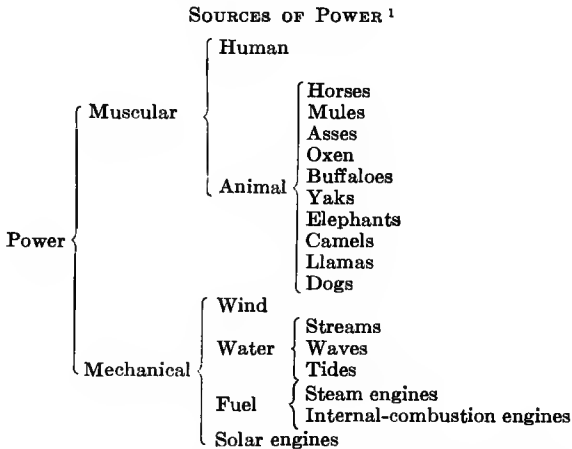 Sources of Power 1
Human
Muscular
Horses
Mules
Asses
Oxen
Buffaloes
Animal
Yaks
Elephants
Camels
Llamas
Dogs
Power
Wind
Streams
Water
Waves
Tides
Mechanical
Steam engines
Fuel
Internal-combustion engines
Solar engines